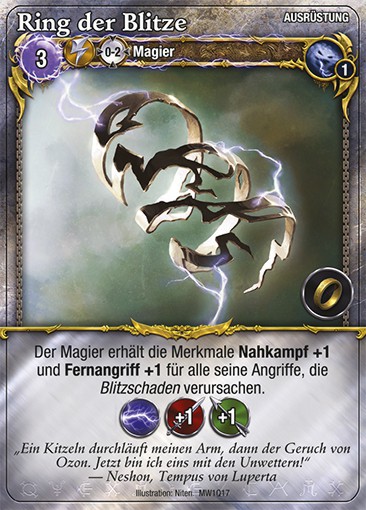 Ring der Blitze
AUSRÜSTUNG
3
0-2
Magier
1
Der Magier erhält die Merkmale Nahkampf +1
und Fernangriff +1 für alle seine Angriffe, die
Blitzschaden verursachen.
+1
+1
„Ein Kitzeln durchläuft meinen Arm, dann der Geruch von
Ozon. Jetzt bin ich eins mit den Unwettern!“
— Neshon, Tempus von Luperta
Illustration: Niten. MW1Q17